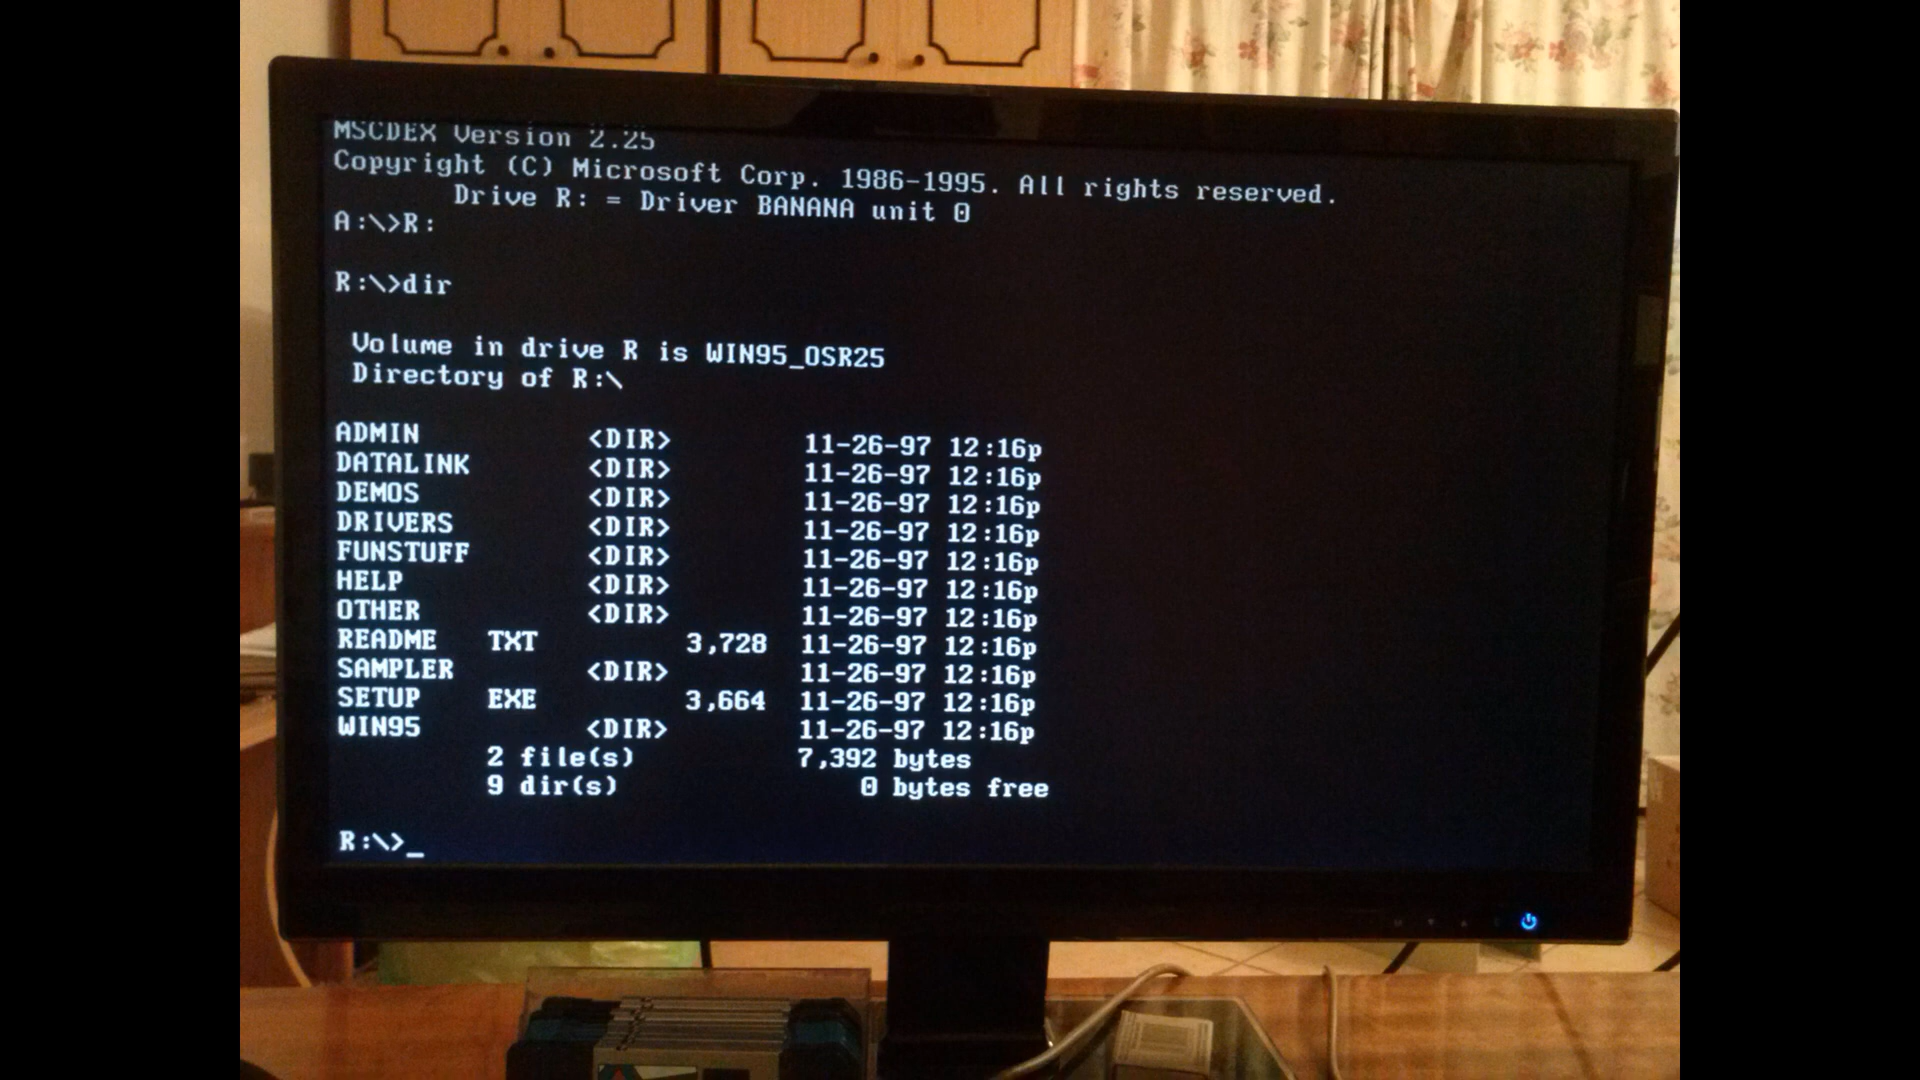 MSCDEX Version 2.25
Copyright (C) Microsoft Corp. 1986-1995. All rights reserved.
Drive R: = Driver BANANA unit 0
A:\>R:
R:\>dir
Volume in drive R is WIN95_OSR25
Directory of R:\
ADMIN <DIR> 11-26-97 12:16p
DATALINK <DIR> 11-26-97 12:16p
DEMOS <DIR> 11-26-97 12:16p
DRIVERS <DIR> 11-26-97 12:16p
FUNSTUFF <DIR> 11-26-97 12:16p
HELP <DIR> 11-26-97 12:16p
OTHER <DIR> 11-26-97 12:16p
README TXT 3,728 11-26-97 12:16p
SAMPLER <DIR> 11-26-97 12:16p
SETUP EXE 3,664 11-26-97 12:16p
WIN95 <DIR> 11-26-97 12:16p
2 file(s) 7,392 bytes
9 dir(s) 0 bytes free
R:\>_